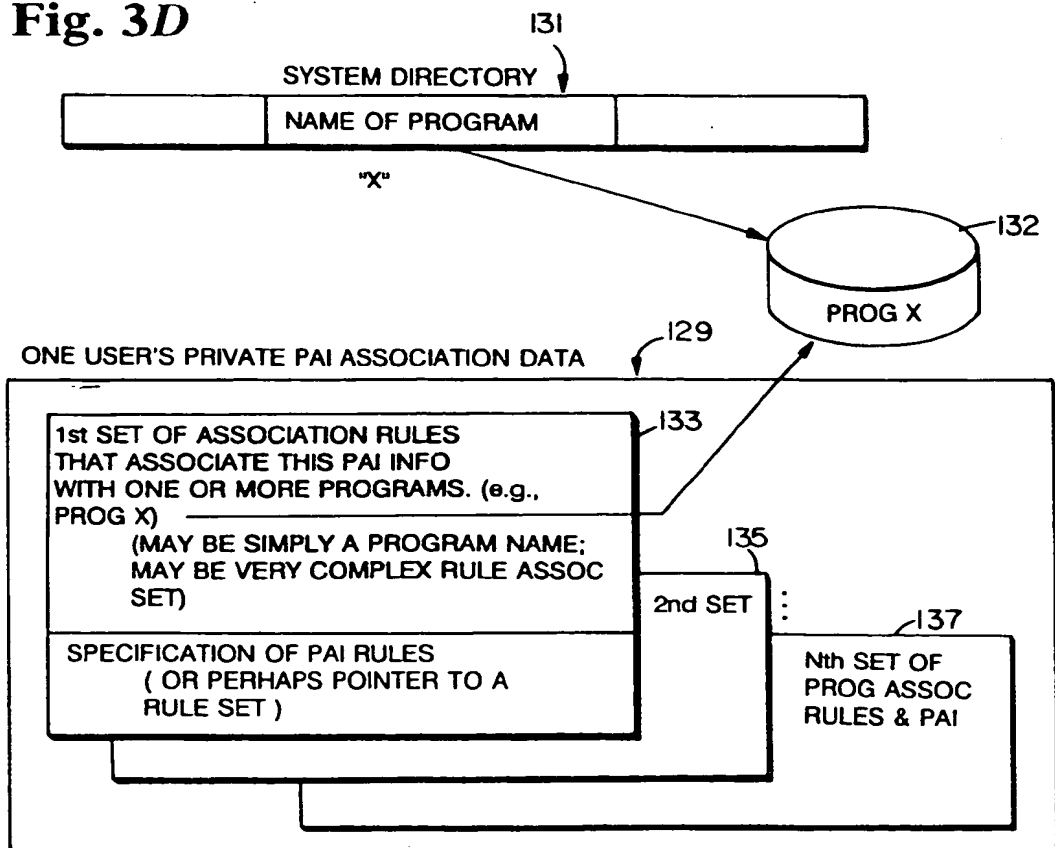 Fig. 3D
131
SYSTEM DIRECTORY
NAME OF PROGRAM
"X"
132
PROG X
129
ONE USER'S PRIVATE PAI ASSOCIATION DATA
133
1st SET OF ASSOCIATION RULES
THAT ASSOCIATE THIS PAI INFO
WITH ONE OR MORE PROGRAMS. (e.g.,
PROG X)
(MAY BE SIMPLY A PROGRAM NAME;
MAY BE VERY COMPLEX RULE ASSOC
SET)
SPECIFICATION OF PAI RULES
( OR PERHAPS POINTER TO A
RULE SET )
135
2nd SET
137
Nth SET OF
PROG ASSOC
RULES & PAI